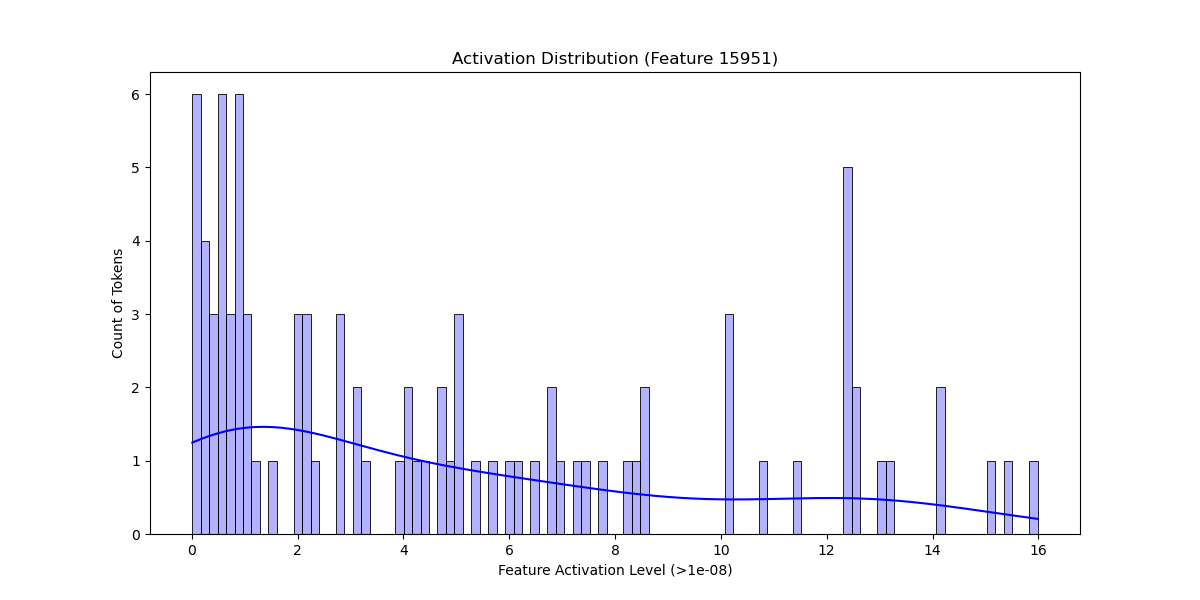 Activation Distribution (Feature 15951)
6
5
4
3
2
1
0
Count of Tokens
0 2 4 6 8 10 12 14 16
Feature Activation Level (>1e-08)